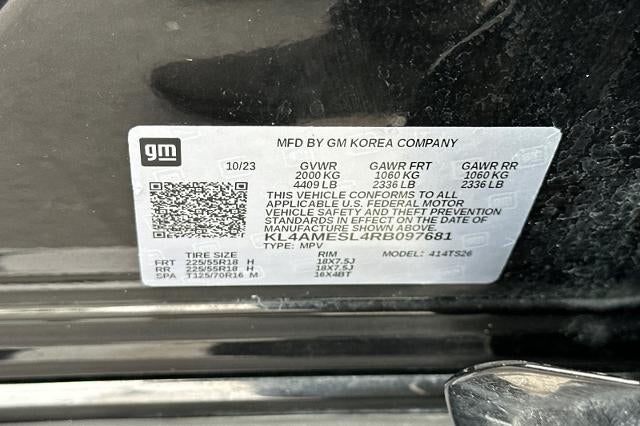 gm
MFD BY GM KOREA COMPANY
10/23 GVWR GAWR FRT GAWR RR
2000 KG 1060 KG 1060 KG
4409 LB 2336 LB 2336 LB
THIS VEHICLE CONFORMS TO ALL
APPLICABLE U.S. FEDERAL MOTOR
VEHICLE SAFETY AND THEFT PREVENTION
STANDARDS IN EFFECT ON THE DATE OF
MANUFACTURE SHOWN ABOVE.
KL4AMESL4RB097681
TYPE: MPV
TIRE SIZE RIM MODEL: 414TS26
FRT 225/55R18 H 18X7.5J
RR 225/55R18 H 18X7.5J
SPA T125/70R16 M 16X4BT